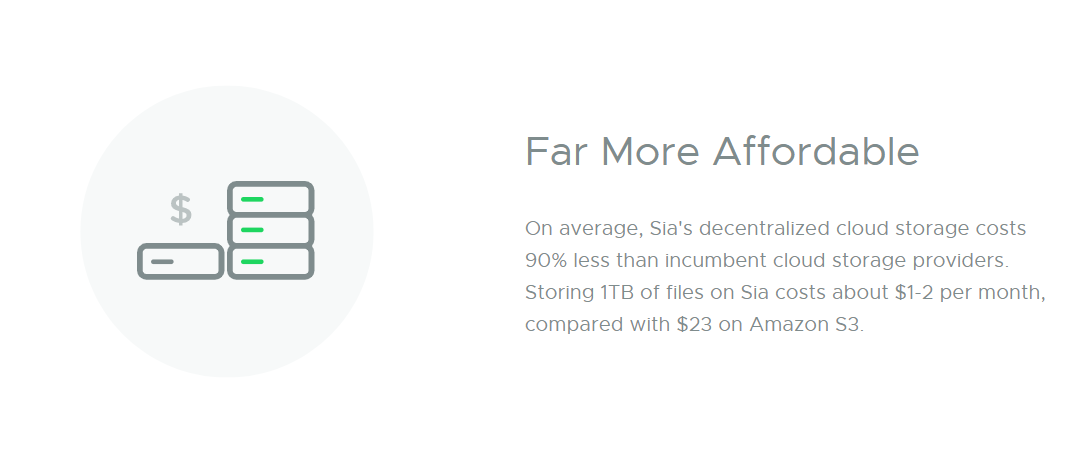 $
Far More Affordable
On average, Sia's decentralized cloud storage costs
90% less than incumbent cloud storage providers.
Storing 1TB of files on Sia costs about $1-2 per month,
compared with $23 on Amazon S3.